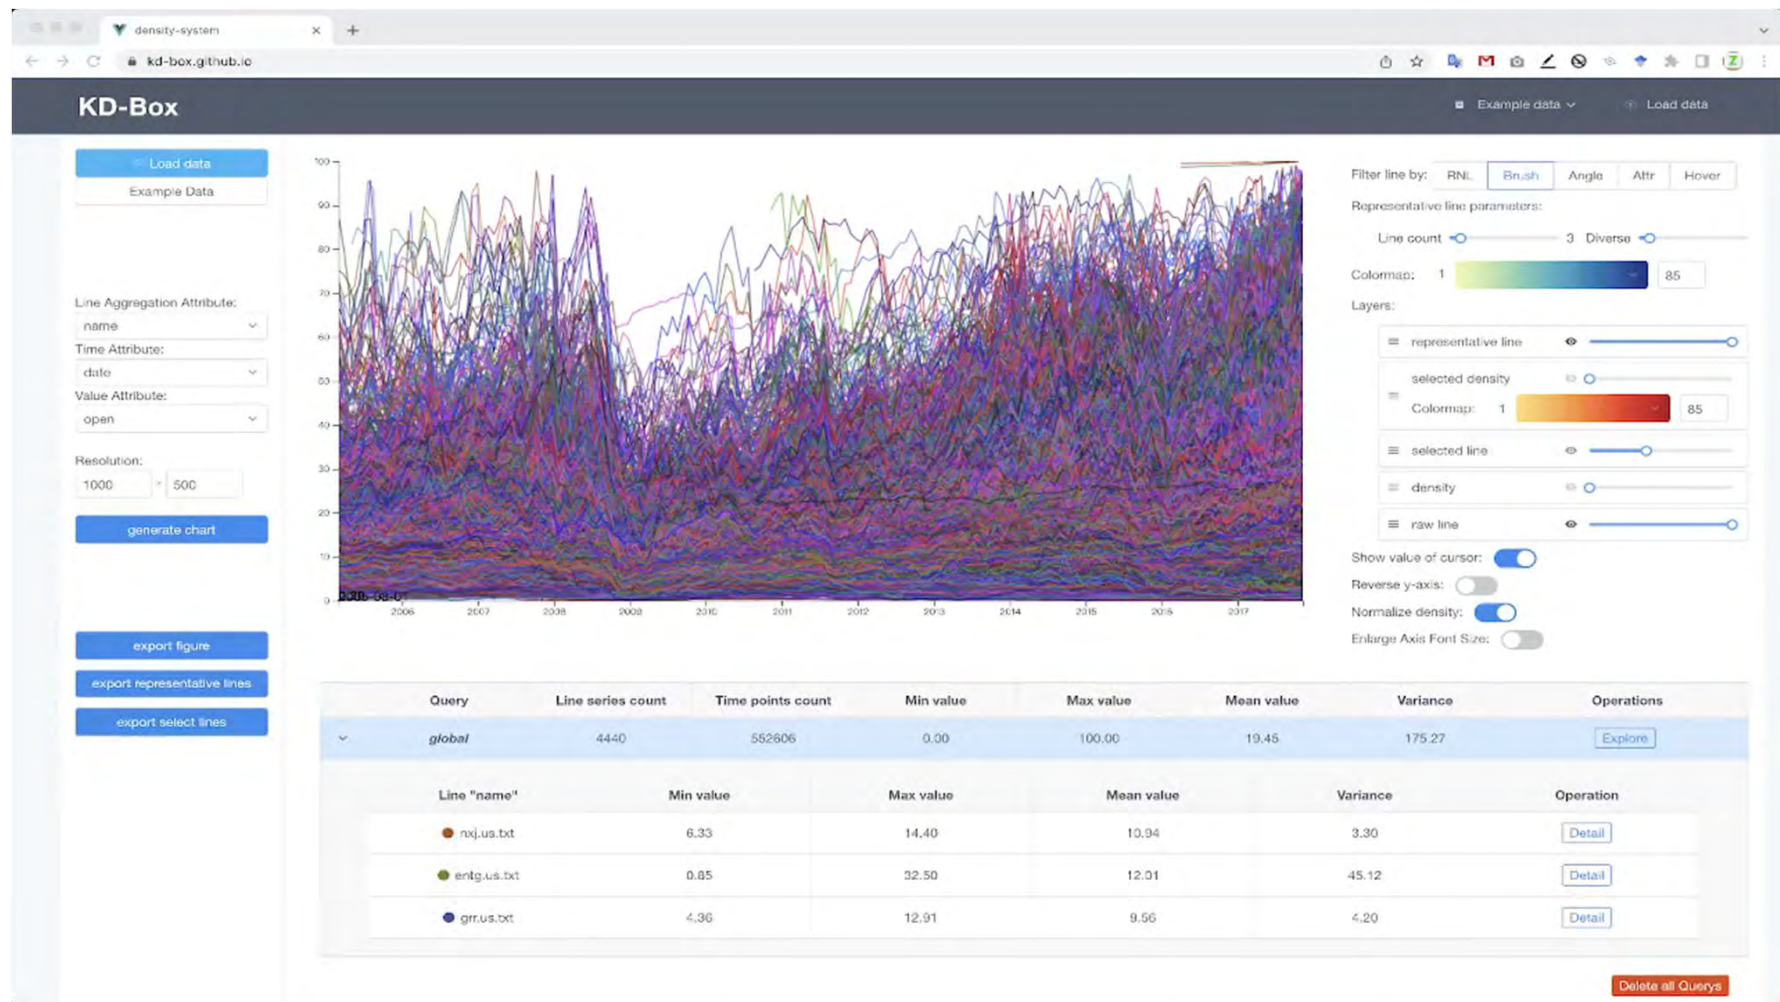 density-system
kd-box.github.io
KD-Box
Example data
Load data
Load data
Example Data
Line Aggregation Attribute:
name
Time Attribute:
date
Value Attribute:
open
Resolution:
1000 * 500
generate chart
export figure
export representative lines
export select lines
100
90
80
70
60
50
40
30
20
10
0
2006 2007 2008 2009 2010 2011 2012 2013 2014 2015 2016 2017
Filter line by: RNL Brush Angle Attr Hover
Representative line parameters:
Line count 3 Diverse
Colormap: 1 85
Layers:
representative line
selected density
Colormap: 1 85
selected line
density
raw line
Show value of cursor:
Reverse y-axis:
Normalize density:
Enlarge Axis Font Size:
Query Line series count Time points count Min value Max value Mean value Variance Operations
global 4440 552606 0.00 100.00 19.45 175.27 Explore
Line "name" Min value Max value Mean value Variance Operation
nxj.us.txt 6.33 14.40 10.94 3.30 Detail
entg.us.txt 0.85 32.50 12.01 45.12 Detail
grr.us.txt 4.36 12.91 9.56 4.20 Detail
Delete all Querys